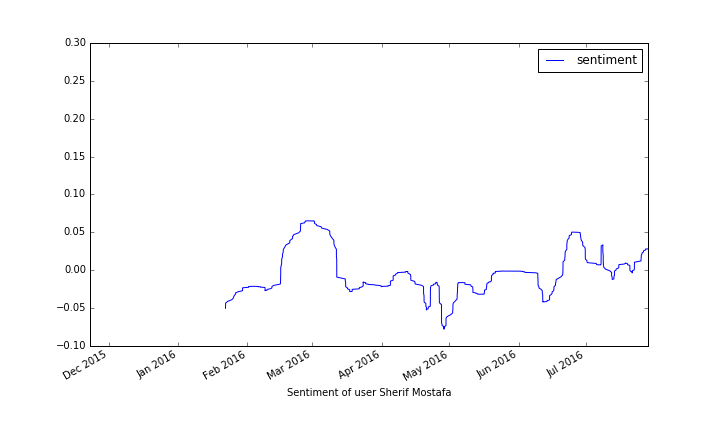 0.30
sentiment
0.25
0.20
0.15
0.10
0.05
0.00
−0.05
−0.10
Dec 2015
Jan 2016
Feb 2016
Mar 2016
Apr 2016
May 2016
Jun 2016
Jul 2016
Sentiment of user Sherif Mostafa